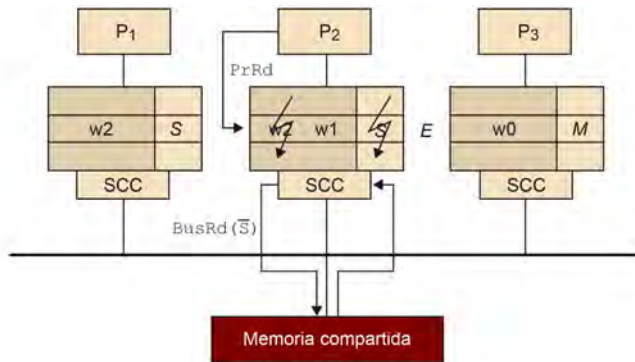 P1
P2
P3
PrRd
w2 S
w2 w1 S E
w0 M
SCC
SCC
SCC
BusRd(S̅)
Memoria compartida